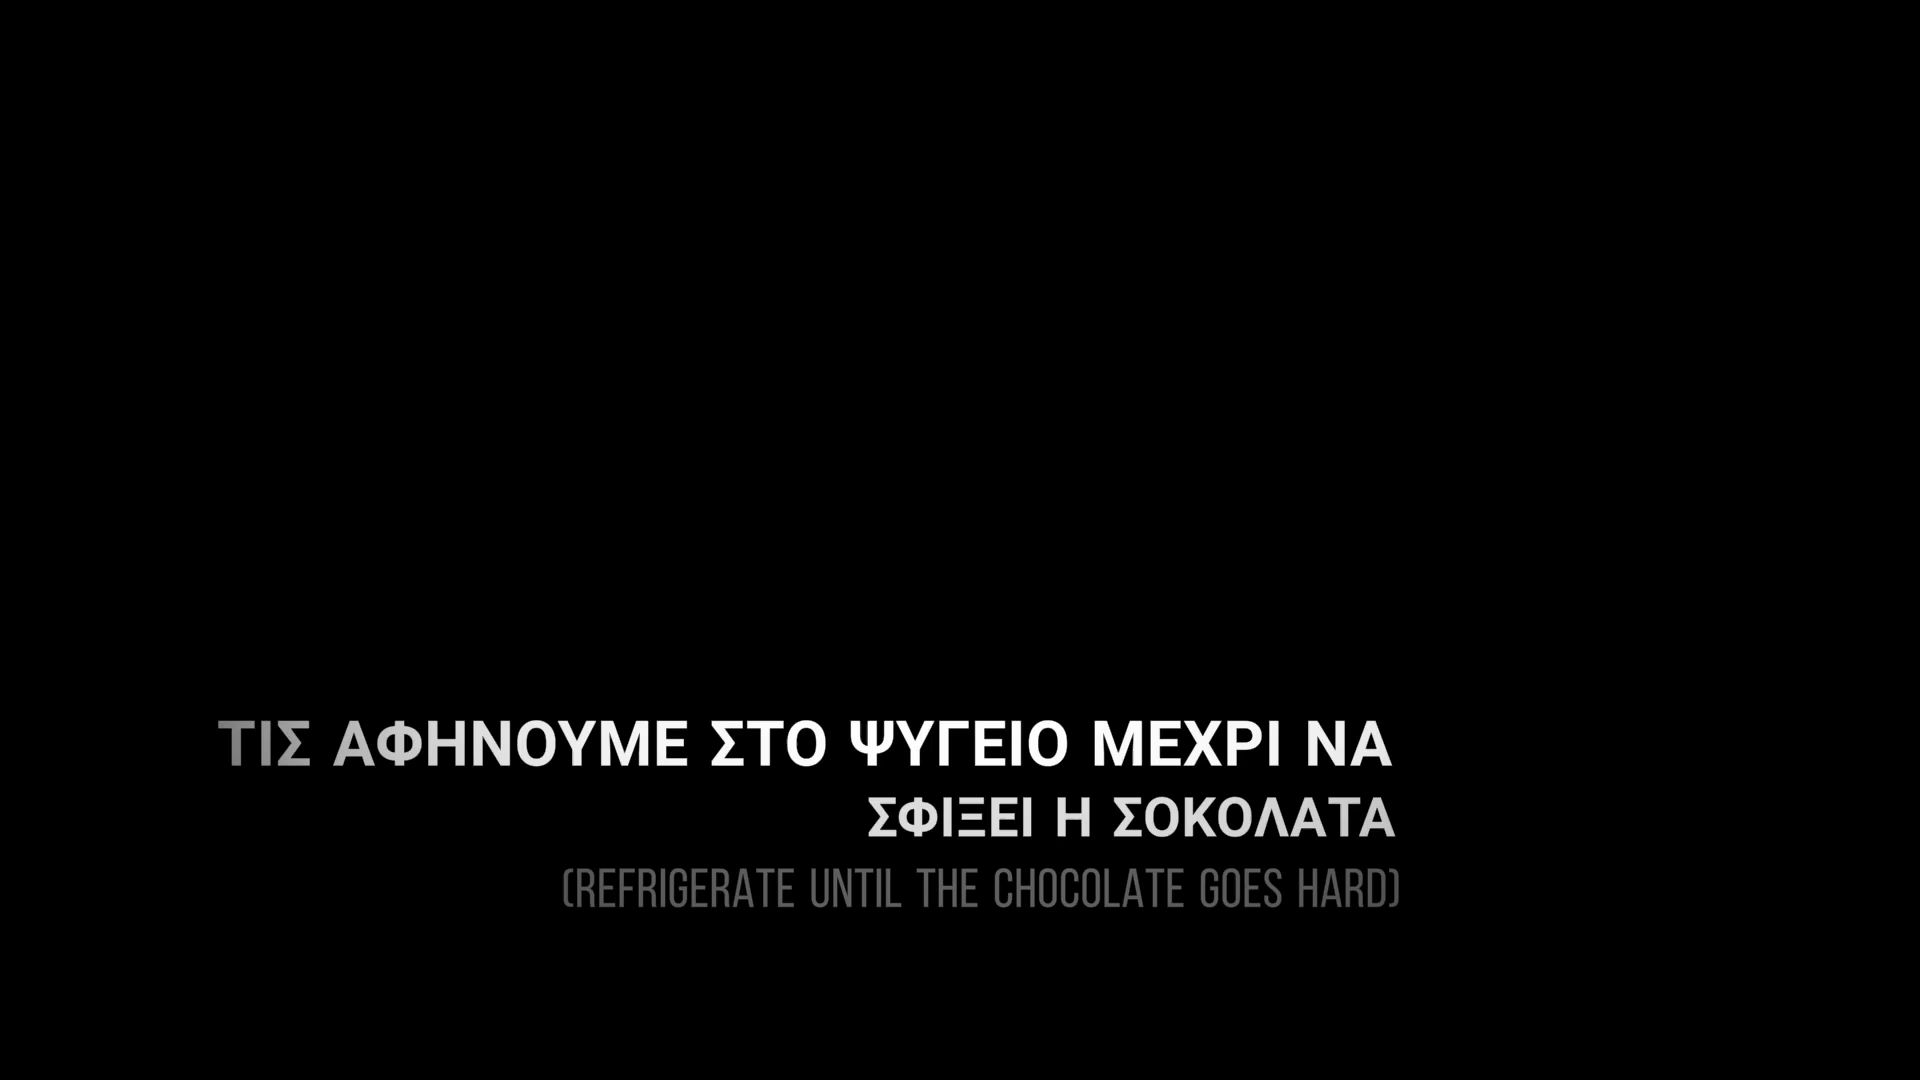 ΤΙΣ ΑΦΗΝΟΥΜΕ ΣΤΟ ΨΥΓΕΙΟ ΜΕΧΡΙ ΝΑ
ΣΦΙΞΕΙ Η ΣΟΚΟΛΑΤΑ
(REFRIGERATE UNTIL THE CHOCOLATE GOES HARD)